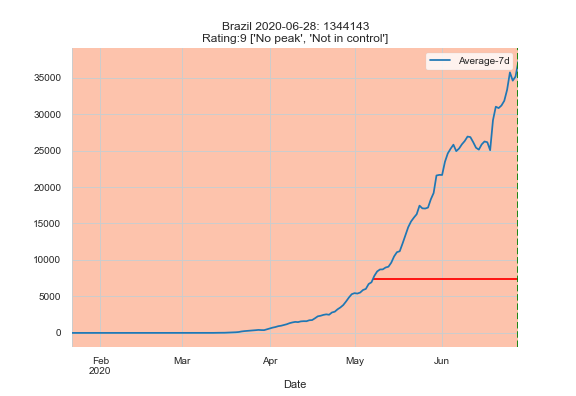 Brazil 2020-06-28: 1344143
Rating:9 ['No peak', 'Not in control']
Average-7d
35000
30000
25000
20000
15000
10000
5000
0
Feb
2020
Mar
Apr
May
Jun
Date